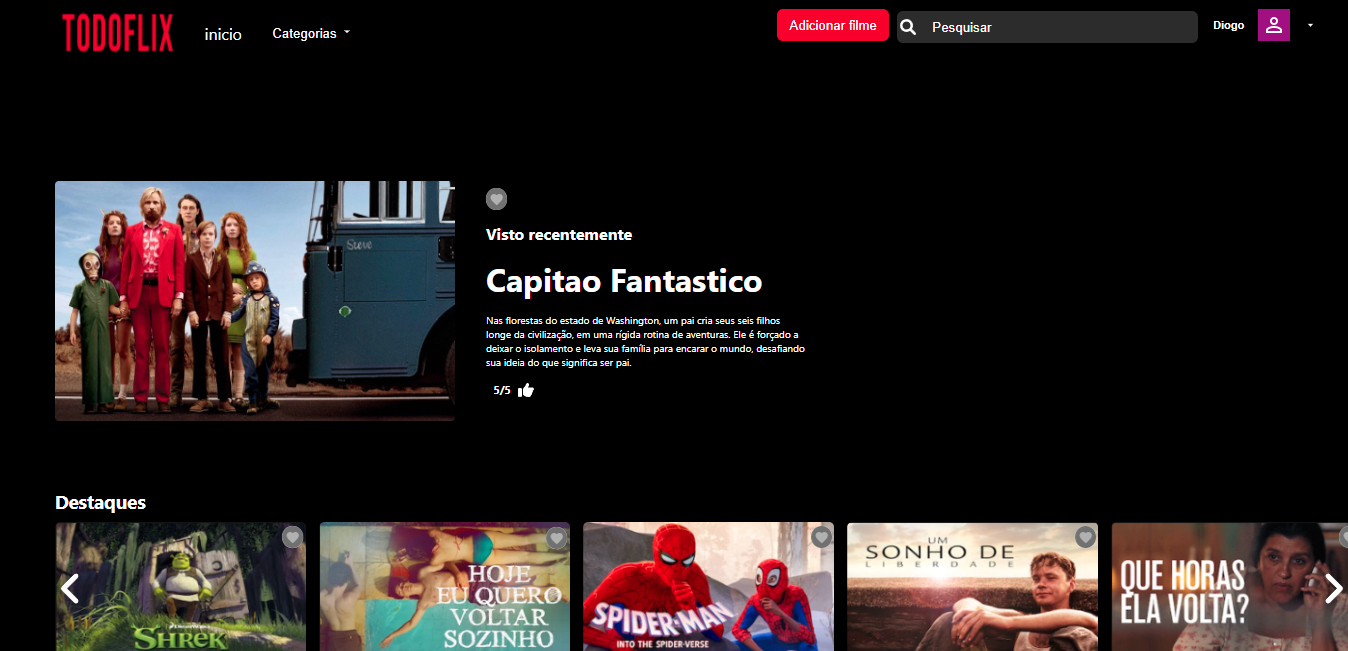 TODOFLIX
inicio
Categorias
Adicionar filme
Pesquisar
Diogo
Steve
Visto recentemente
Capitao Fantastico
Nas florestas do estado de Washington, um pai cria seus seis filhos
longe da civilização, em uma rígida rotina de aventuras. Ele é forçado a
deixar o isolamento e leva sua família para encarar o mundo, desafiando
sua ideia do que significa ser pai.
5/5
Destaques
SHREK
HOJE
EU QUERO
VOLTAR
SOZINHO
SPIDER-MAN
INTO THE SPIDER-VERSE
UM
SONHO DE
LIBERDADE
QUE HORAS
ELA VOLTA?